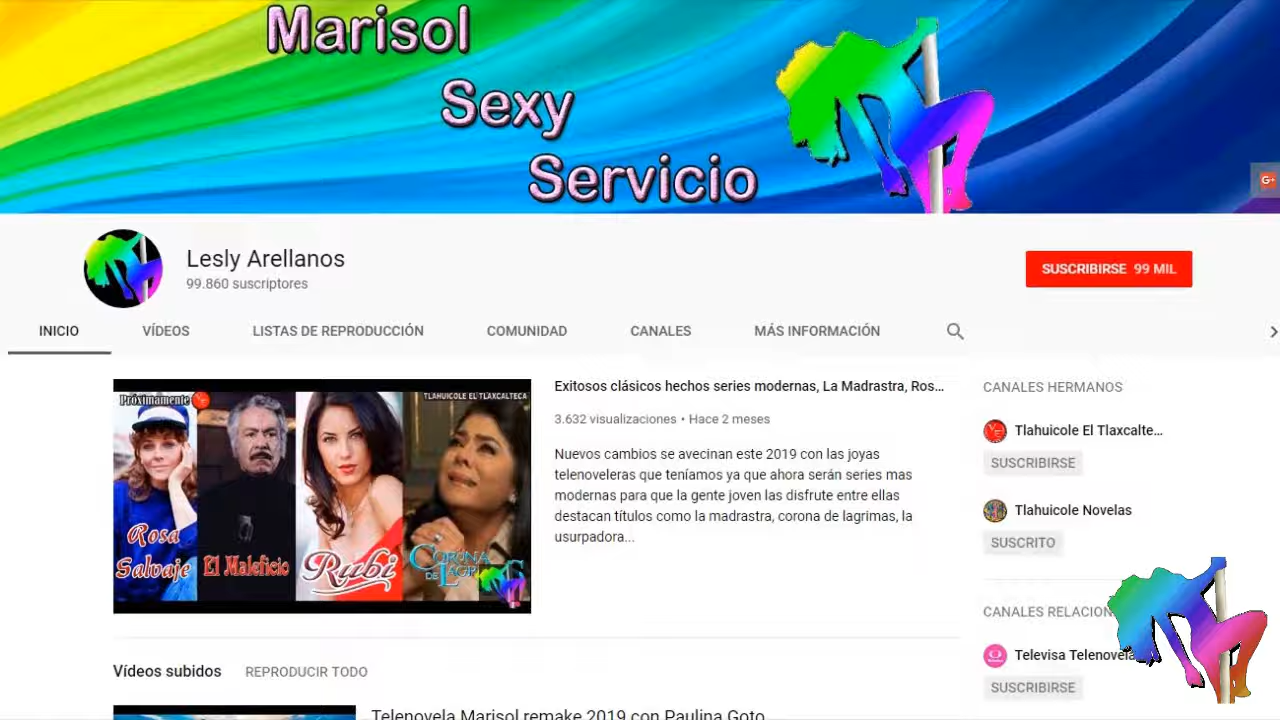 Marisol
Sexy
Servicio
G+
Lesly Arellanos
99.860 suscriptores
SUSCRIBIRSE 99 MIL
INICIO
VÍDEOS
LISTAS DE REPRODUCCIÓN
COMUNIDAD
CANALES
MÁS INFORMACIÓN
Próximamente
TLAHUICOLE EL TLAXCALTECA
Rosa
Salvaje
El Maleficio
Rubi
CORONA
DE
Exitosos clásicos hechos series modernas, La Madrastra, Ros...
3.632 visualizaciones • Hace 2 meses
Nuevos cambios se avecinan este 2019 con las joyas
telenoveleras que teníamos ya que ahora serán series mas
modernas para que la gente joven las disfrute entre ellas
destacan títulos como la madrastra, corona de lagrimas, la
usurpadora...
CANALES HERMANOS
Tlahuicole El Tlaxcalte...
SUSCRIBIRSE
Tlahuicole Novelas
SUSCRITO
CANALES RELACION
Televisa Telenovela
SUSCRIBIRSE
Vídeos subidos
REPRODUCIR TODO
Telenovela Marisol remake 2019 con Paulina Goto